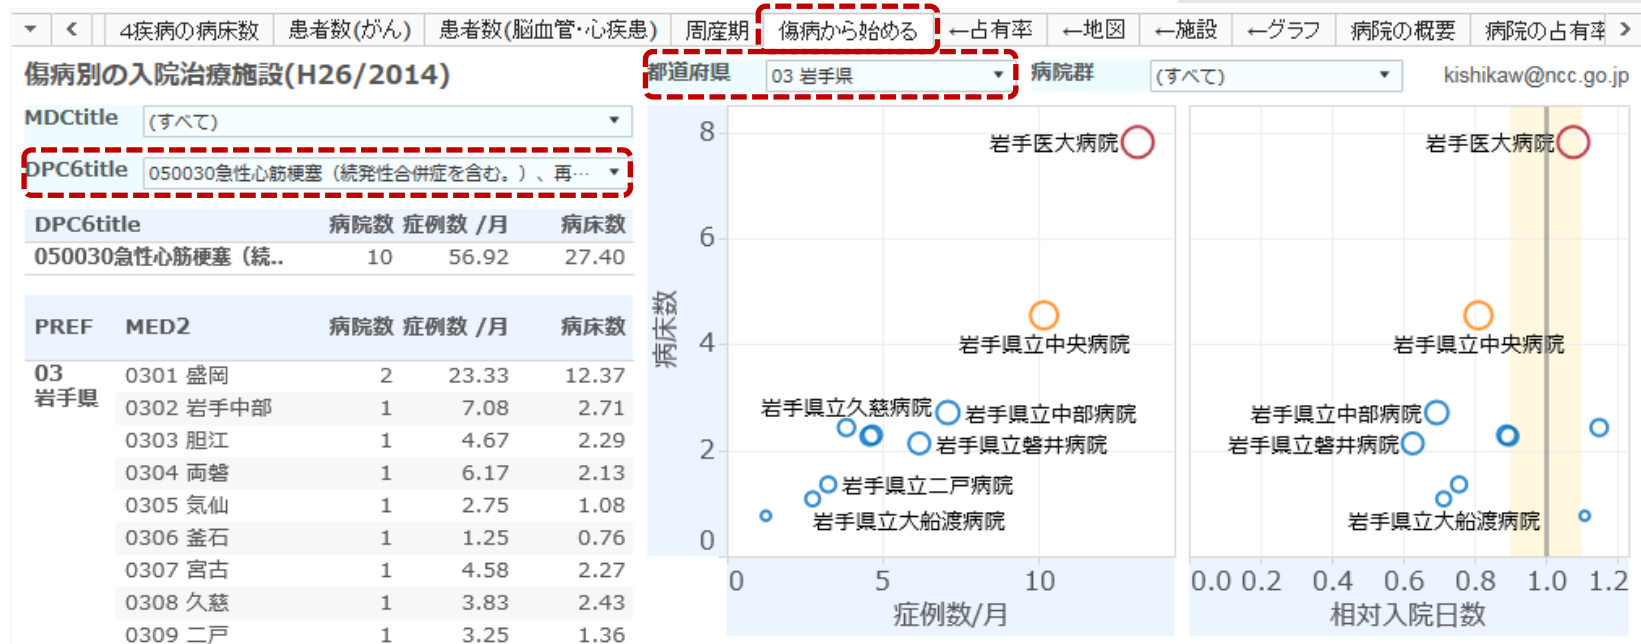 4疾病の病床数 患者数(がん) 患者数(脳血管・心疾患) 周産期 傷病から始める ←占有率 ←地図 ←施設 ←グラフ 病院の概要 病院の占有率
傷病別の入院治療施設(H26/2014)
都道府県 03 岩手県 病院群 (すべて) kishikaw@ncc.go.jp
MDCtitle (すべて)
DPC6title 050030急性心筋梗塞（続発性合併症を含む。）、再…
DPC6title 病院数 症例数 /月 病床数
050030急性心筋梗塞（続.. 10 56.92 27.40
PREF MED2 病院数 症例数 /月 病床数
03 岩手県
0301 盛岡 2 23.33 12.37
0302 岩手中部 1 7.08 2.71
0303 胆江 1 4.67 2.29
0304 両磐 1 6.17 2.13
0305 気仙 1 2.75 1.08
0306 釜石 1 1.25 0.76
0307 宮古 1 4.58 2.27
0308 久慈 1 3.83 2.43
0309 二戸 1 3.25 1.36
病床数
8
6
4
2
0
岩手医大病院
岩手県立中央病院
岩手県立久慈病院
岩手県立中部病院
岩手県立磐井病院
岩手県立二戸病院
岩手県立大船渡病院
0 5 10
症例数/月
岩手医大病院
岩手県立中央病院
岩手県立中部病院
岩手県立磐井病院
岩手県立大船渡病院
0.0 0.2 0.4 0.6 0.8 1.0 1.2
相対入院日数